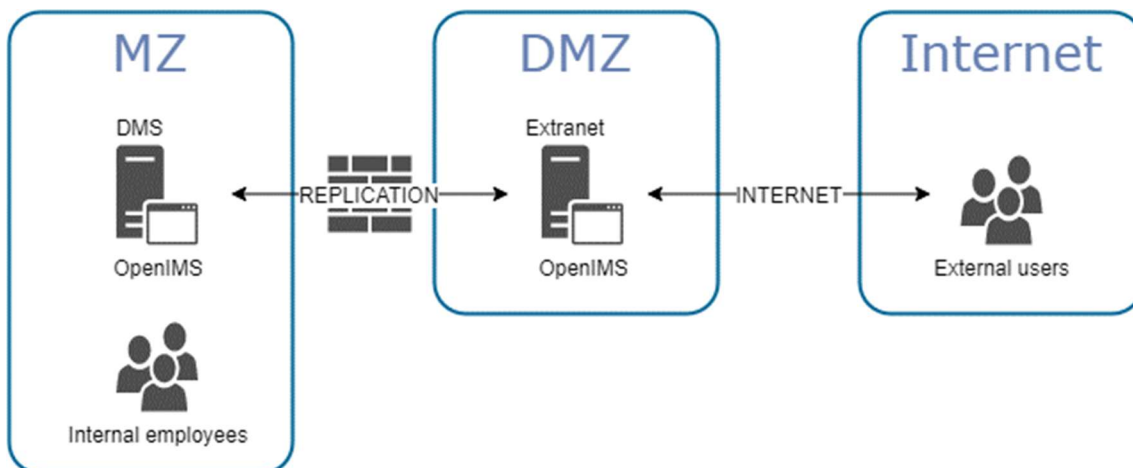 MZ
DMS
OpenIMS
Internal employees
REPLICATION
DMZ
Extranet
OpenIMS
INTERNET
Internet
External users